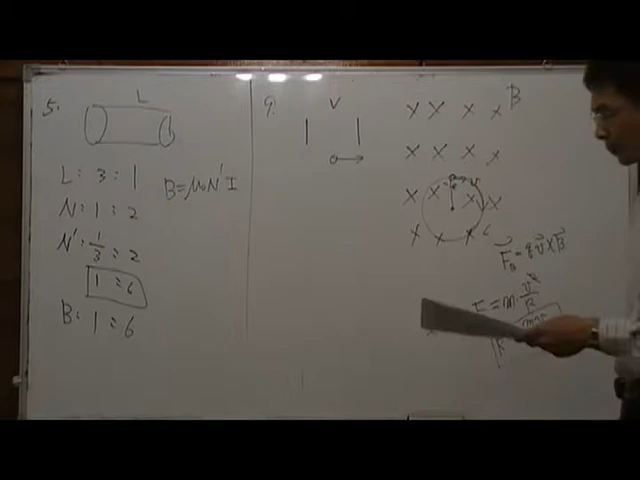 5.
L
L: 3 : 1
N: 1 : 2
N': 1/3 : 2
1 : 6
B: 1 : 6
B=μ₀N'I
9.
V
x x x x B
x x x x
x x x x
x x x
F_B = qv×B
F = m·v²/R